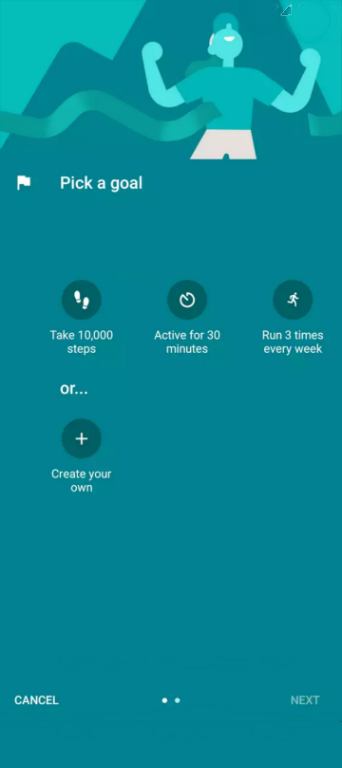 Pick a goal
Take 10,000
steps
Active for 30
minutes
Run 3 times
every week
or...
Create your
own
CANCEL
NEXT